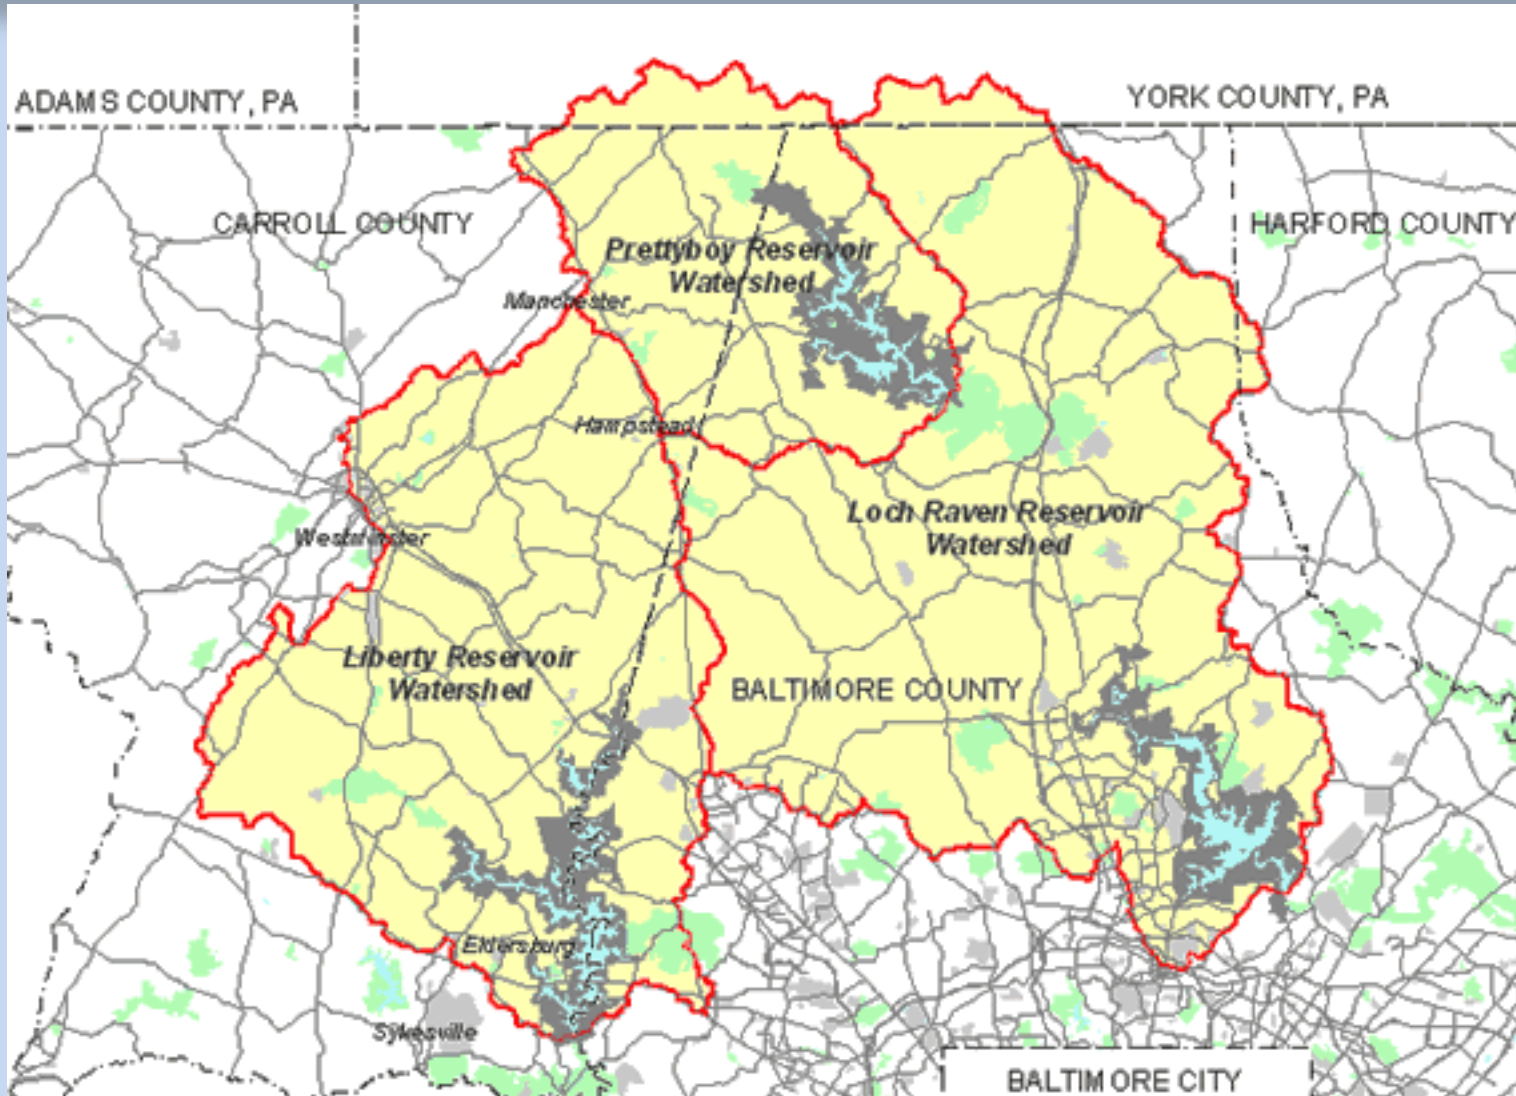 ADAMS COUNTY, PA
YORK COUNTY, PA
CARROLL COUNTY
HARFORD COUNTY
Prettyboy Reservoir
Watershed
Manchester
Hampstead
Loch Raven Reservoir
Watershed
Westminster
Liberty Reservoir
Watershed
BALTIMORE COUNTY
Eldersburg
Sykesville
BALTIMORE CITY